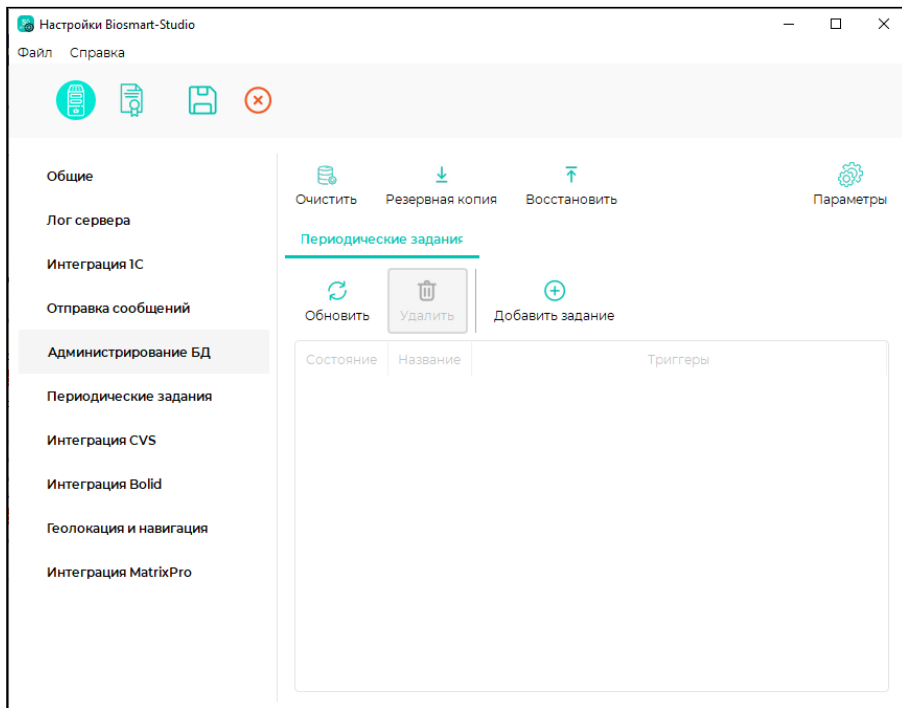 Настройки Biosmart-Studio
Файл Справка
Общие
Лог сервера
Интеграция 1С
Отправка сообщений
Администрирование БД
Периодические задания
Интеграция CVS
Интеграция Bolid
Геолокация и навигация
Интеграция MatrixPro
Очистить Резервная копия Восстановить Параметры
Периодические задания
Обновить Удалить Добавить задание
Состояние Название Триггеры